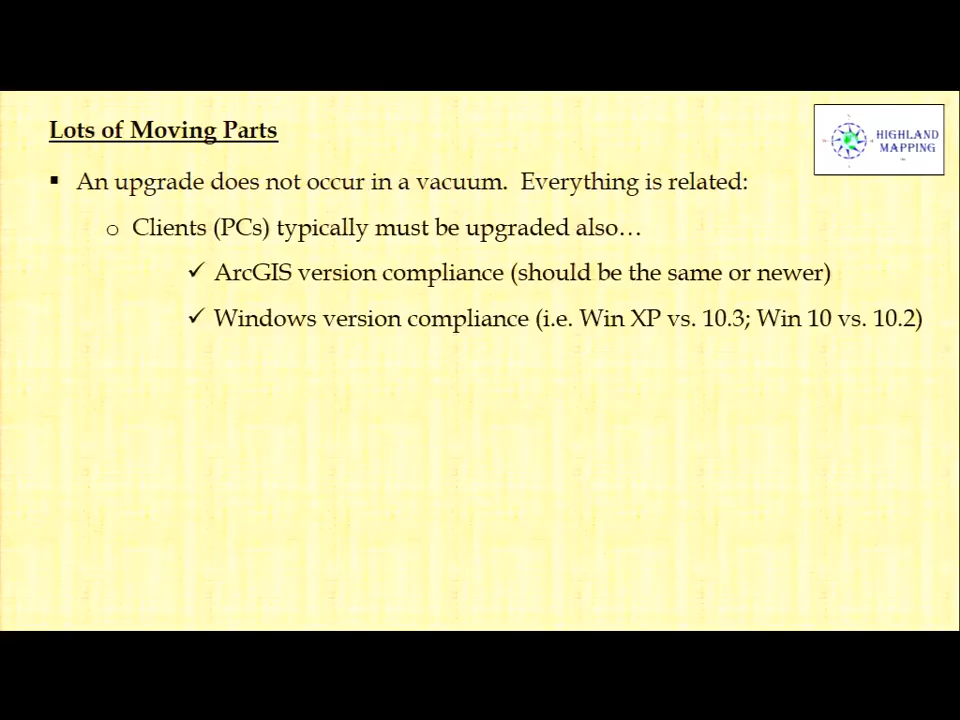 Lots of Moving Parts
HIGHLAND
MAPPING
▪ An upgrade does not occur in a vacuum. Everything is related:
o Clients (PCs) typically must be upgraded also…
✓ ArcGIS version compliance (should be the same or newer)
✓ Windows version compliance (i.e. Win XP vs. 10.3; Win 10 vs. 10.2)